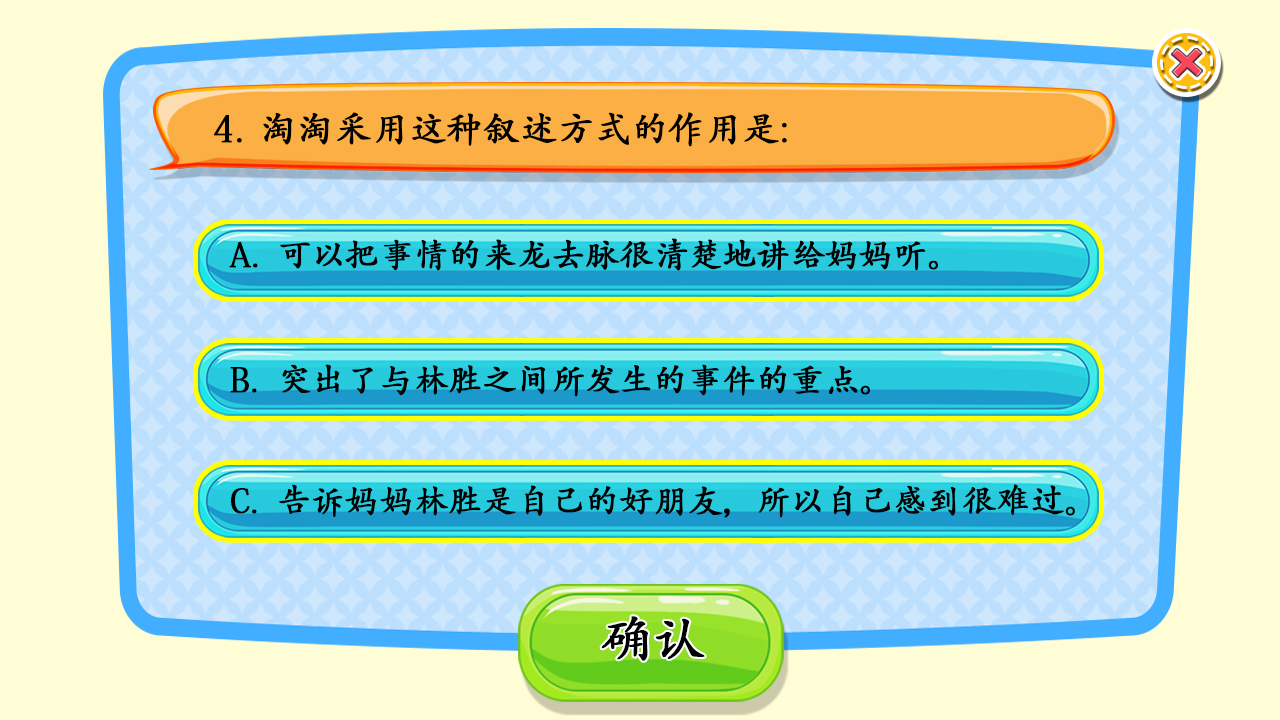 4. 淘淘采用这种叙述方式的作用是:
A. 可以把事情的来龙去脉很清楚地讲给妈妈听。
B. 突出了与林胜之间所发生的事件的重点。
C. 告诉妈妈林胜是自己的好朋友，所以自己感到很难过。
确认